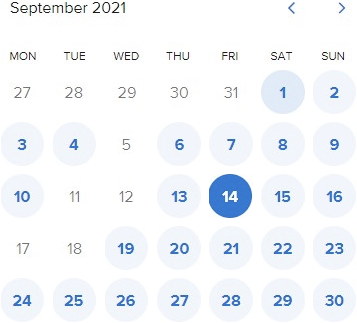 September 2021
MON TUE WED THU FRI SAT SUN
27 28 29 30 31 1 2
3 4 5 6 7 8 9
10 11 12 13 14 15 16
17 18 19 20 21 22 23
24 25 26 27 28 29 30